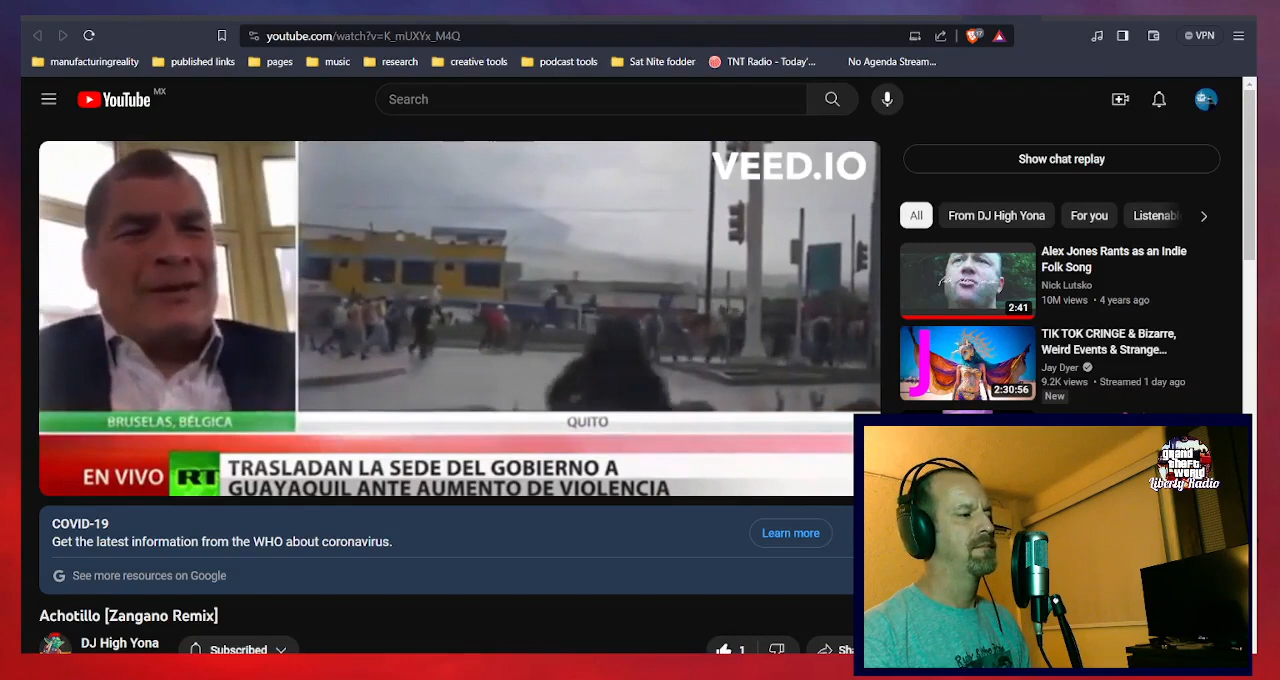 youtube.com/watch?v=K_mUXYx_M4Q
17
VPN
manufacturingreality
published links
pages
music
research
creative tools
podcast tools
Sat Nite fodder
TNT Radio - Today'...
No Agenda Stream...
YouTube MX
Search
VEED.IO
BRUSELAS, BÉLGICA
QUITO
EN VIVO
RT
TRASLADAN LA SEDE DEL GOBIERNO A
GUAYAQUIL ANTE AUMENTO DE VIOLENCIA
COVID-19
Get the latest information from the WHO about coronavirus.
Learn more
G See more resources on Google
Achotillo [Zangano Remix]
DJ High Yona
Subscribed
1
Sha
Show chat replay
All
From DJ High Yona
For you
Listenabl
Alex Jones Rants as an Indie
Folk Song
Nick Lutsko
10M views • 4 years ago
2:41
TIK TOK CRINGE & Bizarre,
Weird Events & Strange...
Jay Dyer
9.2K views • Streamed 1 day ago
New
J
2:30:56
grand
theft
world
Liberty Radio